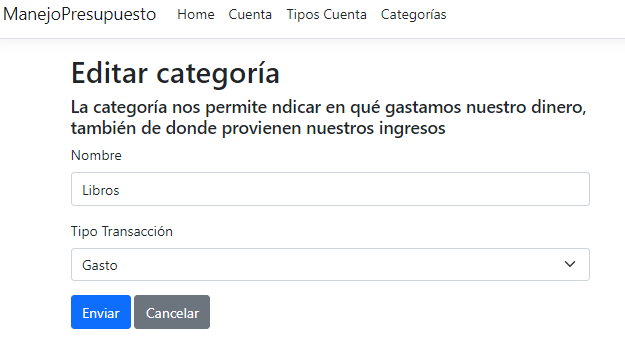 ManejoPresupuesto Home Cuenta Tipos Cuenta Categorías
Editar categoría
La categoría nos permite ndicar en qué gastamos nuestro dinero,
también de donde provienen nuestros ingresos
Nombre
Libros
Tipo Transacción
Gasto
Enviar Cancelar